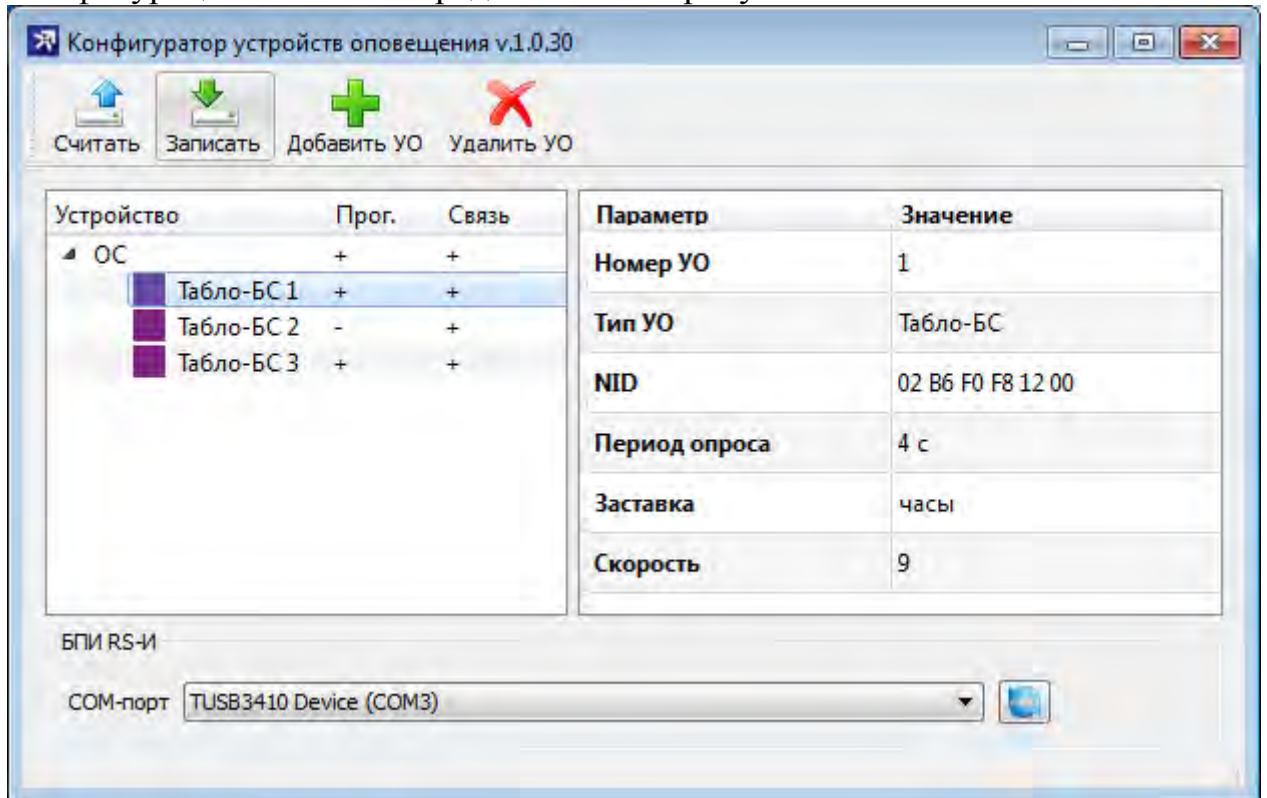 Конфигуратор устройств оповещения v.1.0.30
Считать Записать Добавить УО Удалить УО
Устройство Прог. Связь
ОС + +
Табло-БС 1 + +
Табло-БС 2 - +
Табло-БС 3 + +
Параметр Значение
Номер УО 1
Тип УО Табло-БС
NID 02 B6 F0 F8 12 00
Период опроса 4 с
Заставка часы
Скорость 9
БПИ RS-И
COM-порт TUSB3410 Device (COM3)